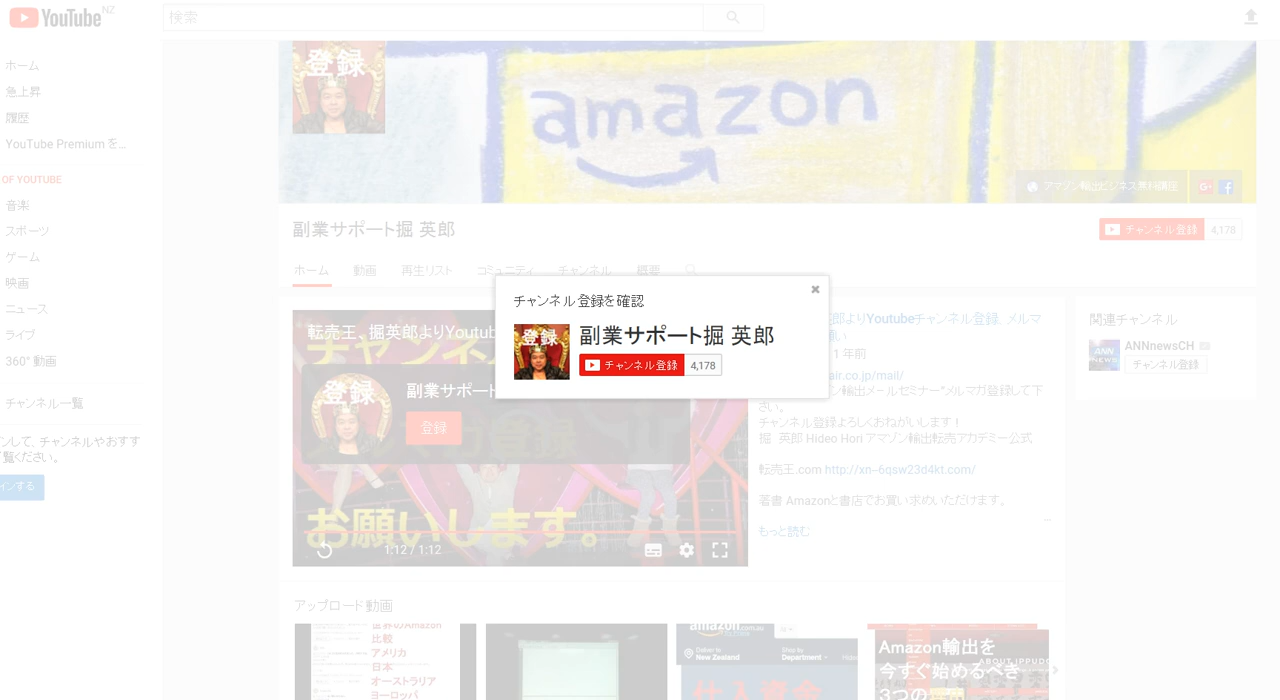 YouTube NZ
検索
ホーム
急上昇
履歴
YouTube Premium を...
OF YOUTUBE
音楽
スポーツ
ゲーム
映画
ニュース
ライブ
360° 動画
チャンネル一覧
ンして、チャンネルやおすす
覧ください。
インする
登録
amazon
副業サポート掘 英郎
チャンネル登録 4,178
ホーム 動画 再生リスト コミュニティ チャンネル 概要
チャンネル登録を確認
登録
副業サポート掘 英郎
チャンネル登録 4,178
転売王、掘英郎よりYoutub
登録
副業サポート
登録
お願いします。
1:12 / 1:12
郎よりYoutubeチャンネル登録、メルマ
1 年前
air.co.jp/mail/
ン輸出メールセミナー"メルマガ登録して下
さい。
チャンネル登録よろしくおねがいします！
掘 英郎 Hideo Hori アマゾン輸出転売アカデミー公式
転売王.com http://xn--6qsw23d4kt.com/
著書 Amazonと書店でお買い求めいただけます。
もっと読む
関連チャンネル
ANN
NEWS
ANNnewsCH
チャンネル登録
アップロード動画
世界のAmazon
比較
アメリカ
日本
オーストラリア
ヨーロッパ
amazon.com.au
Deliver to
New Zealand
Shop by
Department
仕入資金
Amazon輸出を
今すぐ始めるべき
3つの理由